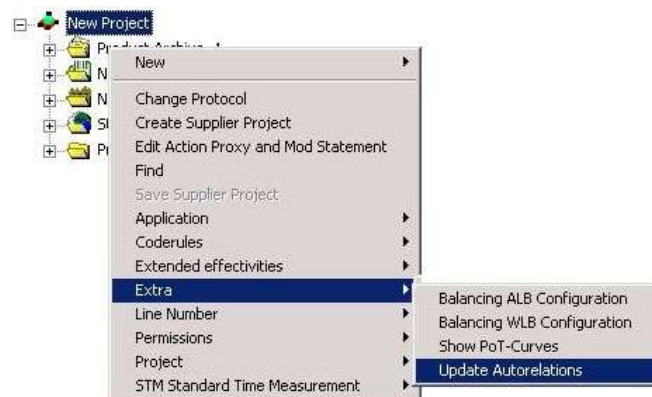 New Project
New
Change Protocol
Create Supplier Project
Edit Action Proxy and Mod Statement
Find
Save Supplier Project
Application
Coderules
Extended effectivities
Extra
Line Number
Permissions
Project
STM Standard Time Measurement
Balancing ALB Configuration
Balancing WLB Configuration
Show PoT-Curves
Update Autorelations